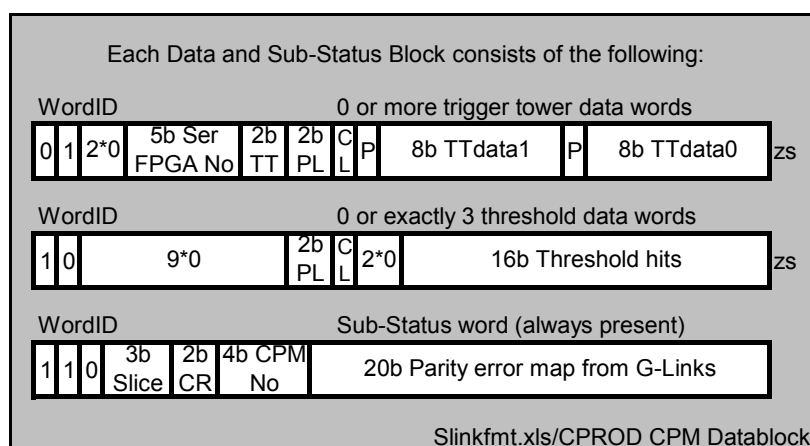 Each Data and Sub-Status Block consists of the following:
WordID 0 or more trigger tower data words
0 1 2*0 5b Ser FPGA No 2b TT 2b PL C L P 8b TTdata1 P 8b TTdata0 zs
WordID 0 or exactly 3 threshold data words
1 0 9*0 2b PL C L 2*0 16b Threshold hits zs
WordID Sub-Status word (always present)
1 1 0 3b Slice 2b CR 4b CPM No 20b Parity error map from G-Links
Slinkfmt.xls/CPROD CPM Datablock